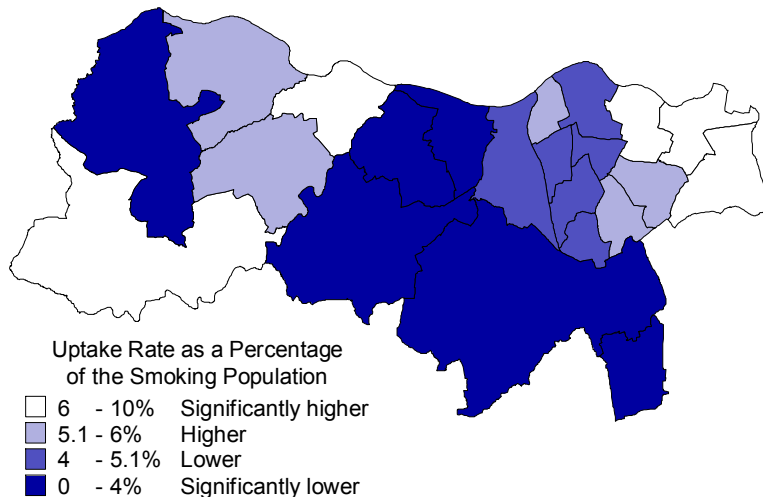 Uptake Rate as a Percentage
of the Smoking Population
6 - 10% Significantly higher
5.1 - 6% Higher
4 - 5.1% Lower
0 - 4% Significantly lower